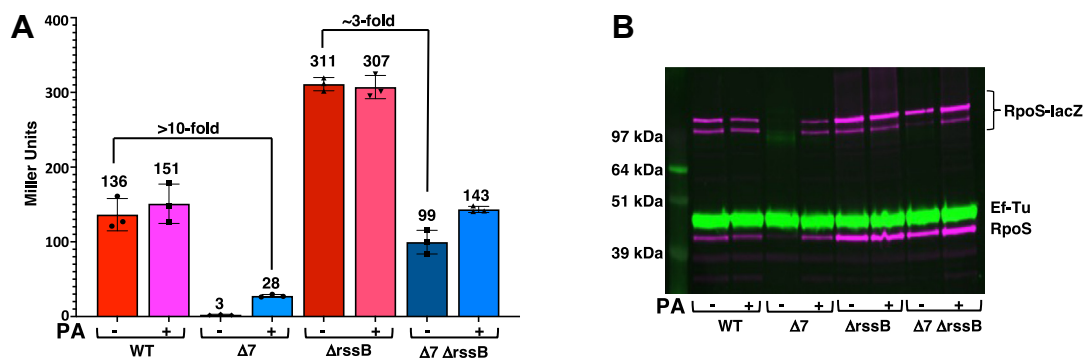 A
Miller Units
400
300
200
100
0
136
151
3
28
311
307
99
143
>10-fold
~3-fold
PA
- + - + - + - +
WT Δ7 ΔrssB Δ7 ΔrssB
B
97 kDa
64 kDa
51 kDa
39 kDa
RpoS-lacZ
Ef-Tu
RpoS
PA - + - + - + - +
WT Δ7 ΔrssB Δ7 ΔrssB